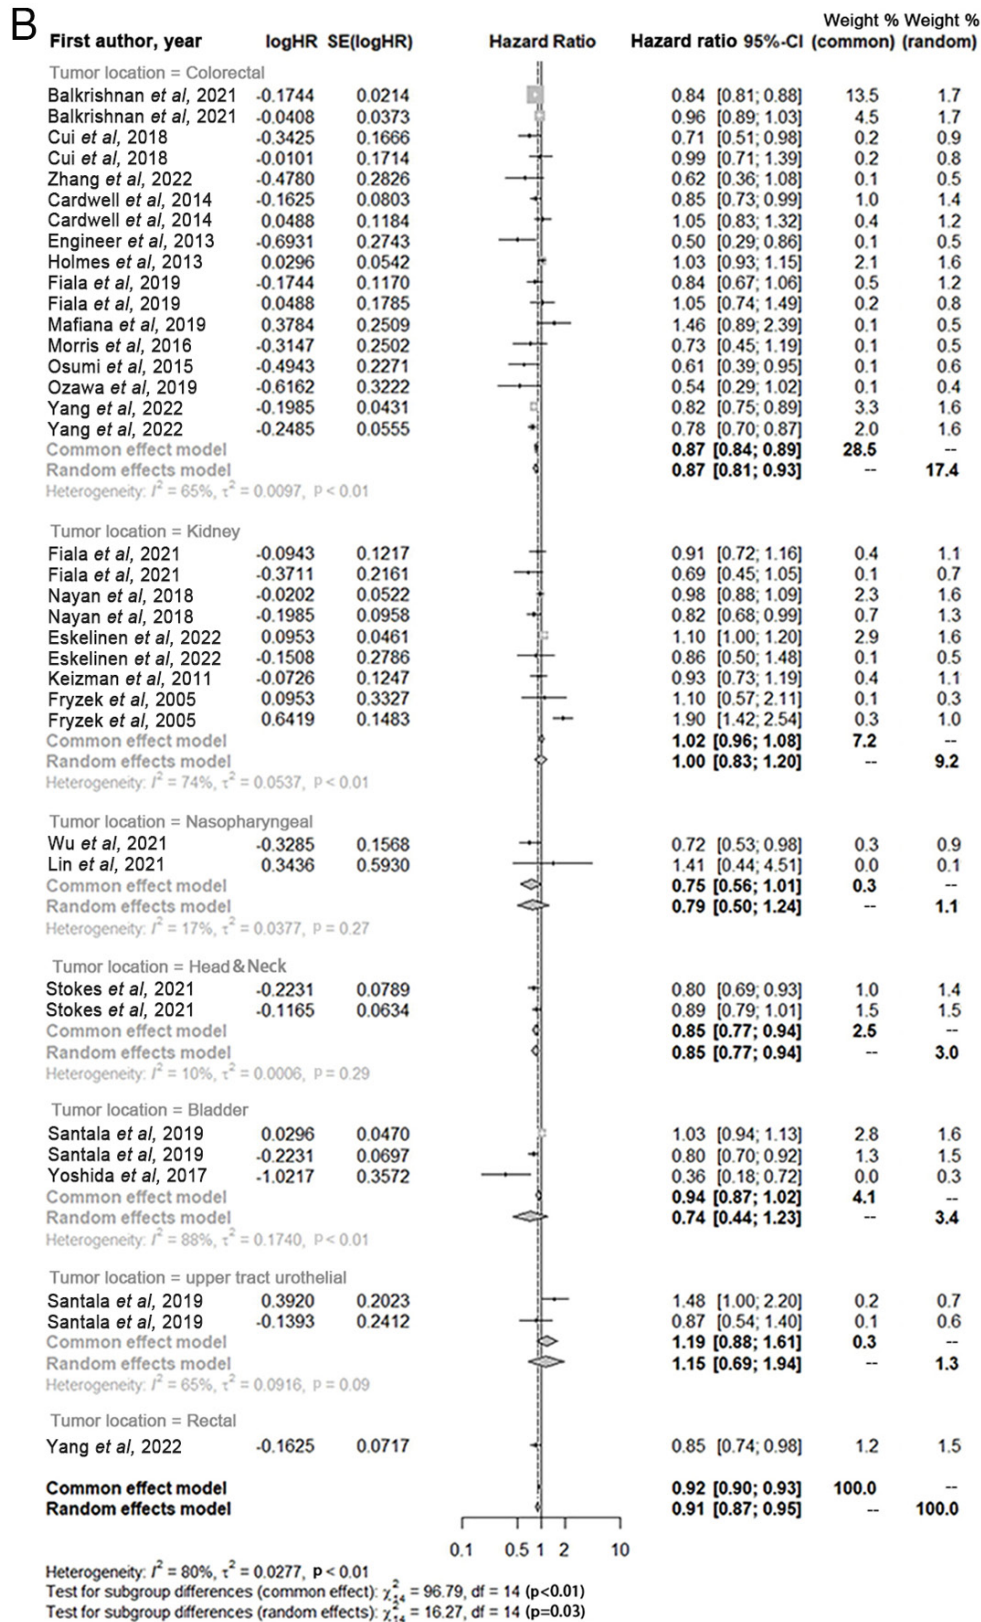 B
Weight % Weight %
First author, year logHR SE(logHR) Hazard Ratio Hazard ratio 95%-CI (common) (random)
Tumor location = Colorectal
Balkrishnan et al, 2021 -0.1744 0.0214 0.84 [0.81; 0.88] 13.5 1.7
Balkrishnan et al, 2021 -0.0408 0.0373 0.96 [0.89; 1.03] 4.5 1.7
Cui et al, 2018 -0.3425 0.1666 0.71 [0.51; 0.98] 0.2 0.9
Cui et al, 2018 -0.0101 0.1714 0.99 [0.71; 1.39] 0.2 0.8
Zhang et al, 2022 -0.4780 0.2826 0.62 [0.36; 1.08] 0.1 0.5
Cardwell et al, 2014 -0.1625 0.0803 0.85 [0.73; 0.99] 1.0 1.4
Cardwell et al, 2014 0.0488 0.1184 1.05 [0.83; 1.32] 0.4 1.2
Engineer et al, 2013 -0.6931 0.2743 0.50 [0.29; 0.86] 0.1 0.5
Holmes et al, 2013 0.0296 0.0542 1.03 [0.93; 1.15] 2.1 1.6
Fiala et al, 2019 -0.1744 0.1170 0.84 [0.67; 1.06] 0.5 1.2
Fiala et al, 2019 0.0488 0.1785 1.05 [0.74; 1.49] 0.2 0.8
Mafiana et al, 2019 0.3784 0.2509 1.46 [0.89; 2.39] 0.1 0.5
Morris et al, 2016 -0.3147 0.2502 0.73 [0.45; 1.19] 0.1 0.5
Osumi et al, 2015 -0.4943 0.2271 0.61 [0.39; 0.95] 0.1 0.6
Ozawa et al, 2019 -0.6162 0.3222 0.54 [0.29; 1.02] 0.1 0.4
Yang et al, 2022 -0.1985 0.0431 0.82 [0.75; 0.89] 3.3 1.6
Yang et al, 2022 -0.2485 0.0555 0.78 [0.70; 0.87] 2.0 1.6
Common effect model 0.87 [0.84; 0.89] 28.5 --
Random effects model 0.87 [0.81; 0.93] -- 17.4
Heterogeneity: I² = 65%, τ² = 0.0097, p < 0.01
Tumor location = Kidney
Fiala et al, 2021 -0.0943 0.1217 0.91 [0.72; 1.16] 0.4 1.1
Fiala et al, 2021 -0.3711 0.2161 0.69 [0.45; 1.05] 0.1 0.7
Nayan et al, 2018 -0.0202 0.0522 0.98 [0.88; 1.09] 2.3 1.6
Nayan et al, 2018 -0.1985 0.0958 0.82 [0.68; 0.99] 0.7 1.3
Eskelinen et al, 2022 0.0953 0.0461 1.10 [1.00; 1.20] 2.9 1.6
Eskelinen et al, 2022 -0.1508 0.2786 0.86 [0.50; 1.48] 0.1 0.5
Keizman et al, 2011 -0.0726 0.1247 0.93 [0.73; 1.19] 0.4 1.1
Fryzek et al, 2005 0.0953 0.3327 1.10 [0.57; 2.11] 0.1 0.3
Fryzek et al, 2005 0.6419 0.1483 1.90 [1.42; 2.54] 0.3 1.0
Common effect model 1.02 [0.96; 1.08] 7.2 --
Random effects model 1.00 [0.83; 1.20] -- 9.2
Heterogeneity: I² = 74%, τ² = 0.0537, p < 0.01
Tumor location = Nasopharyngeal
Wu et al, 2021 -0.3285 0.1568 0.72 [0.53; 0.98] 0.3 0.9
Lin et al, 2021 0.3436 0.5930 1.41 [0.44; 4.51] 0.0 0.1
Common effect model 0.75 [0.56; 1.01] 0.3 --
Random effects model 0.79 [0.50; 1.24] -- 1.1
Heterogeneity: I² = 17%, τ² = 0.0377, p = 0.27
Tumor location = Head & Neck
Stokes et al, 2021 -0.2231 0.0789 0.80 [0.69; 0.93] 1.0 1.4
Stokes et al, 2021 -0.1165 0.0634 0.89 [0.79; 1.01] 1.5 1.5
Common effect model 0.85 [0.77; 0.94] 2.5 --
Random effects model 0.85 [0.77; 0.94] -- 3.0
Heterogeneity: I² = 10%, τ² = 0.0006, p = 0.29
Tumor location = Bladder
Santala et al, 2019 0.0296 0.0470 1.03 [0.94; 1.13] 2.8 1.6
Santala et al, 2019 -0.2231 0.0697 0.80 [0.70; 0.92] 1.3 1.5
Yoshida et al, 2017 -1.0217 0.3572 0.36 [0.18; 0.72] 0.0 0.3
Common effect model 0.94 [0.87; 1.02] 4.1 --
Random effects model 0.74 [0.44; 1.23] -- 3.4
Heterogeneity: I² = 88%, τ² = 0.1740, p < 0.01
Tumor location = upper tract urothelial
Santala et al, 2019 0.3920 0.2023 1.48 [1.00; 2.20] 0.2 0.7
Santala et al, 2019 -0.1393 0.2412 0.87 [0.54; 1.40] 0.1 0.6
Common effect model 1.19 [0.88; 1.61] 0.3 --
Random effects model 1.15 [0.69; 1.94] -- 1.3
Heterogeneity: I² = 65%, τ² = 0.0916, p = 0.09
Tumor location = Rectal
Yang et al, 2022 -0.1625 0.0717 0.85 [0.74; 0.98] 1.2 1.5
Common effect model 0.92 [0.90; 0.93] 100.0 --
Random effects model 0.91 [0.87; 0.95] -- 100.0
0.1 0.5 1 2 10
Heterogeneity: I² = 80%, τ² = 0.0277, p < 0.01
Test for subgroup differences (common effect): χ²₁₄ = 96.79, df = 14 (p<0.01)
Test for subgroup differences (random effects): χ²₁₄ = 16.27, df = 14 (p=0.03)